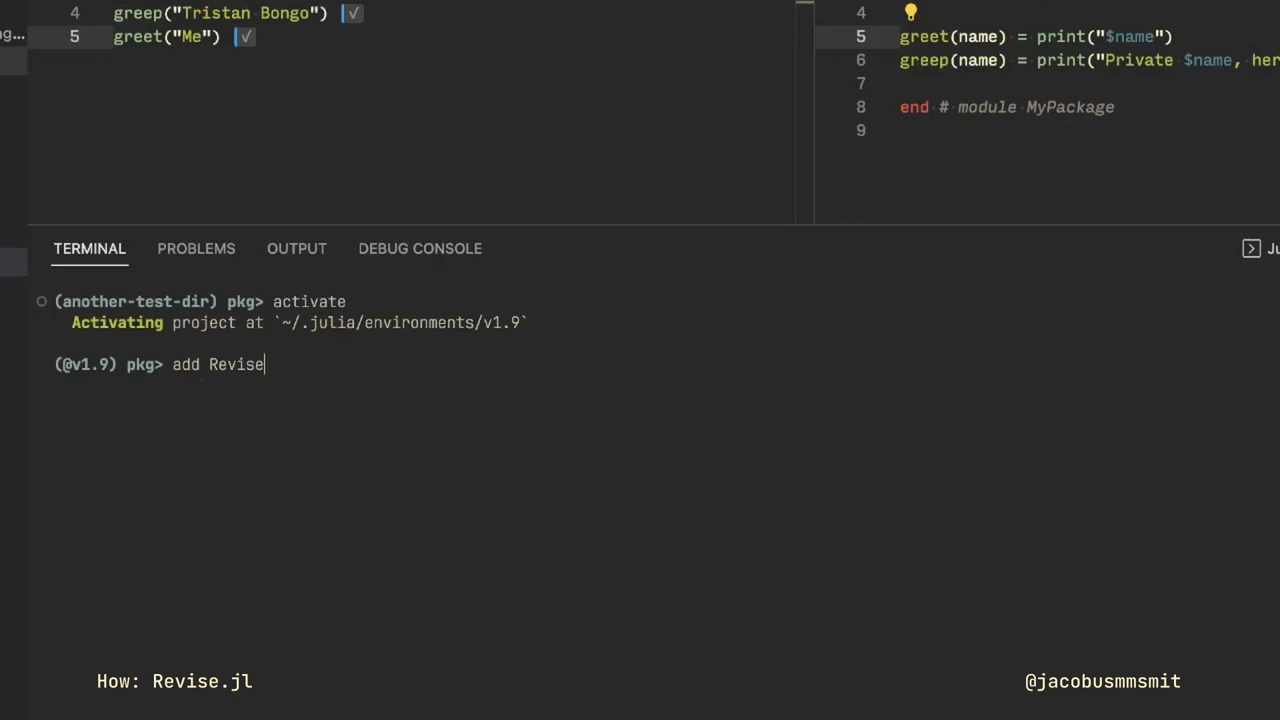 4 greep("Tristan Bongo") ✓
g... 5 greet("Me") ✓
4
5 greet(name) = print("$name")
6 greep(name) = print("Private $name, her
7
8 end # module MyPackage
9
TERMINAL PROBLEMS OUTPUT DEBUG CONSOLE Ju
(another-test-dir) pkg> activate
Activating project at `~/.julia/environments/v1.9`
(@v1.9) pkg> add Revise
How: Revise.jl
@jacobusmmsmit